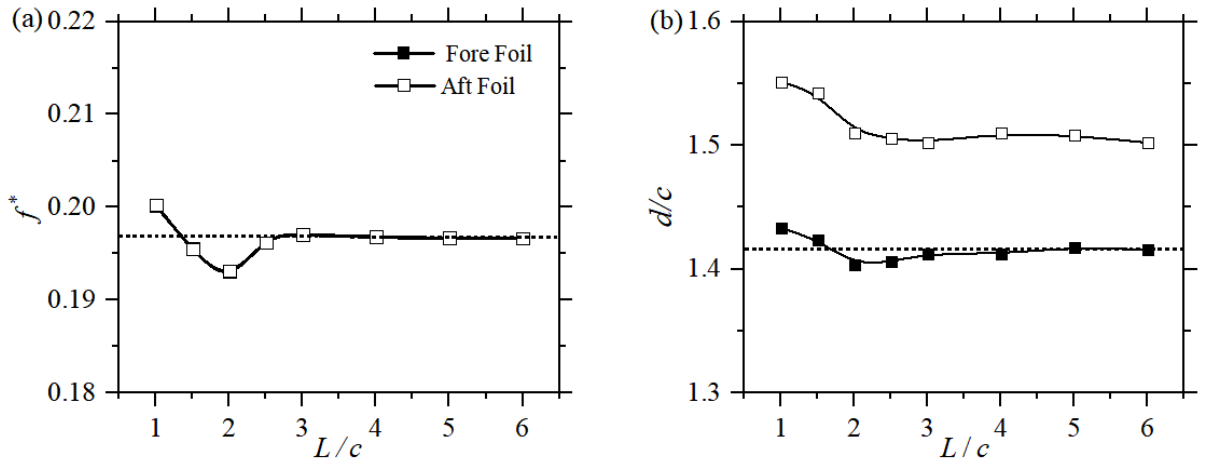 (a)
0.22
0.21
0.20
0.19
0.18
f*
Fore Foil
Aft Foil
1 2 3 4 5 6
L/c
(b)
1.6
1.5
1.4
1.3
d/c
1 2 3 4 5 6
L/c